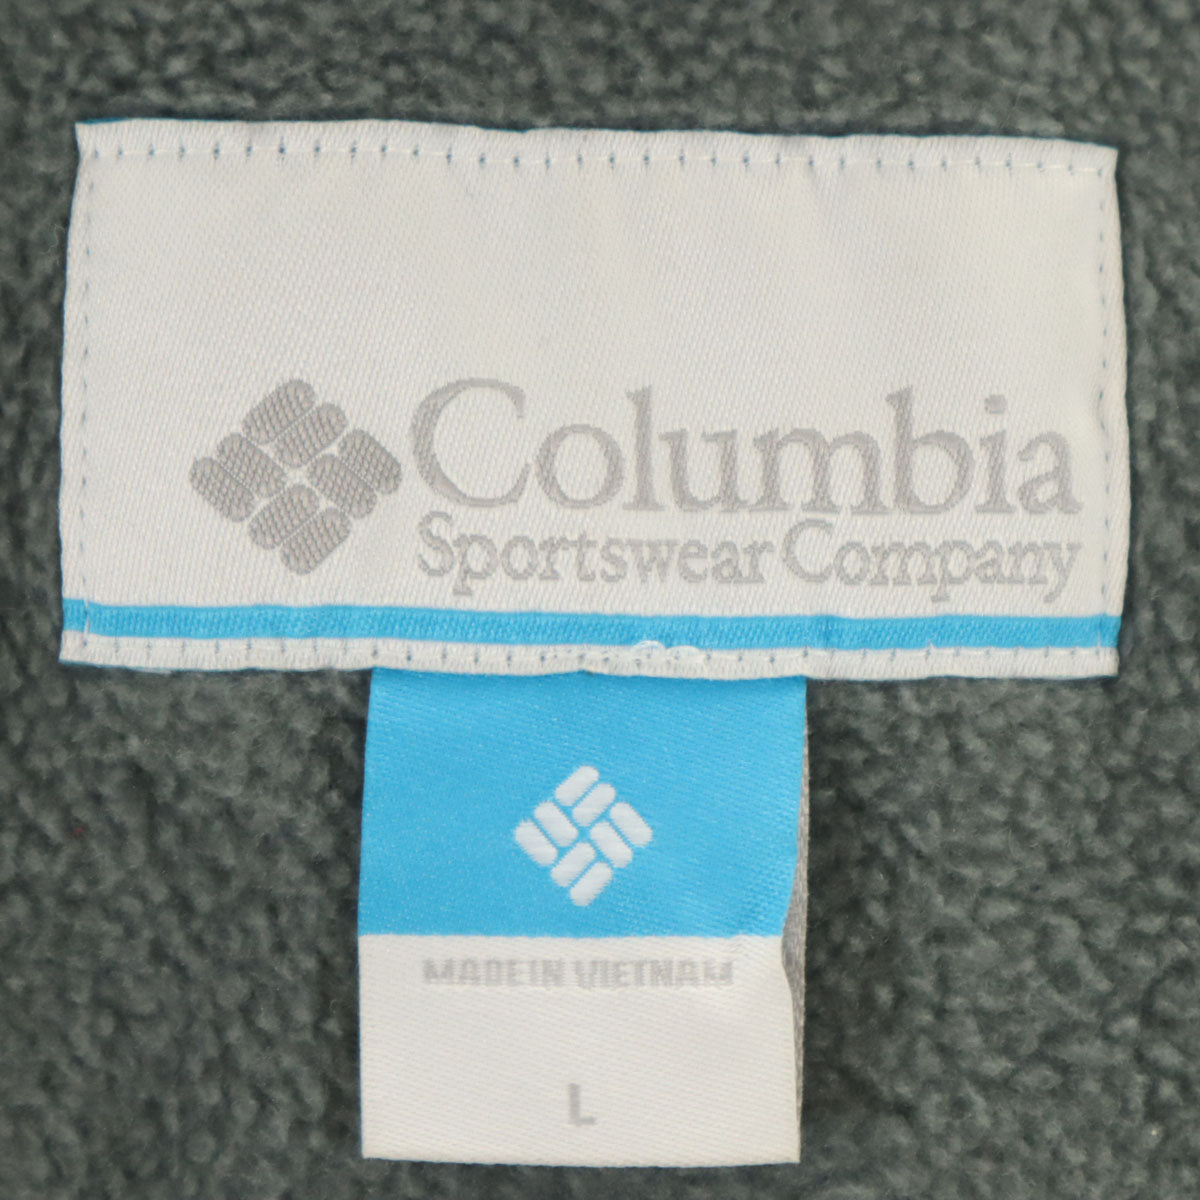 Columbia
Sportswear Company
MADE IN VIETNAM
L